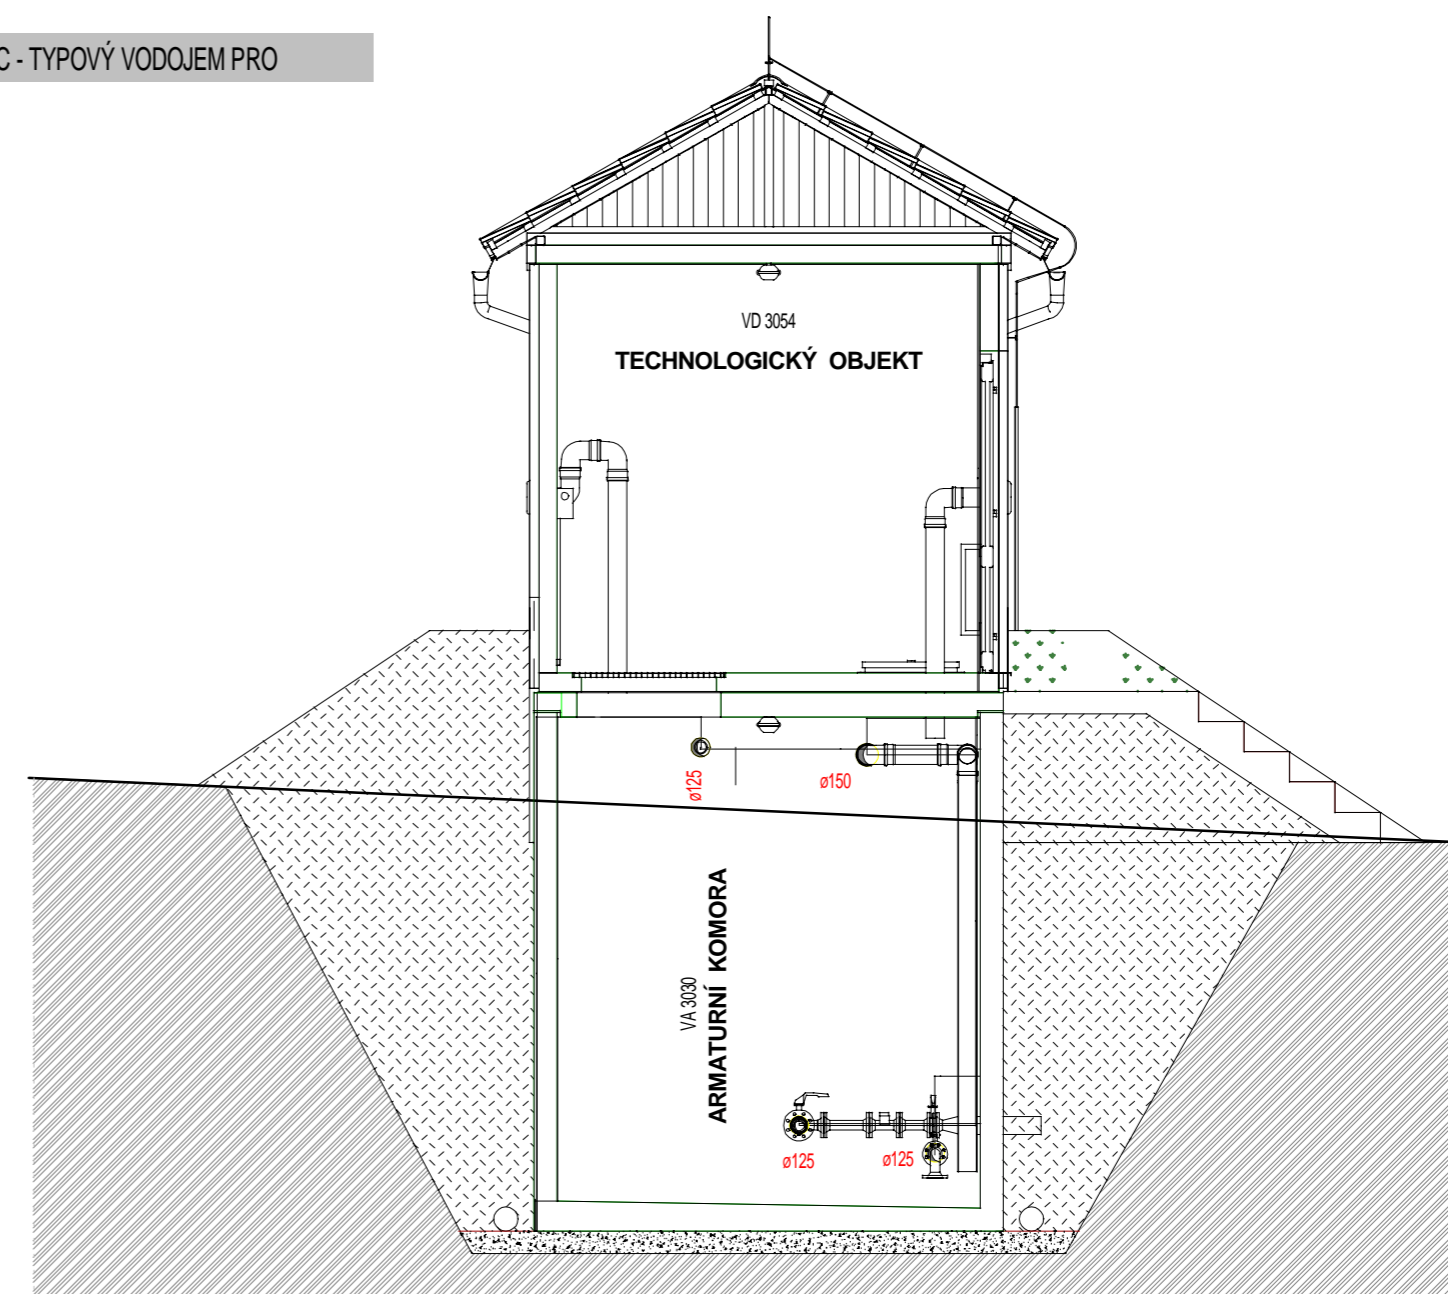 C - TYPOVÝ VODOJEM PRO
VD 3054
TECHNOLOGICKÝ OBJEKT
ø125
ø150
VA 3030
ARMATURNÍ KOMORA
ø125
ø125